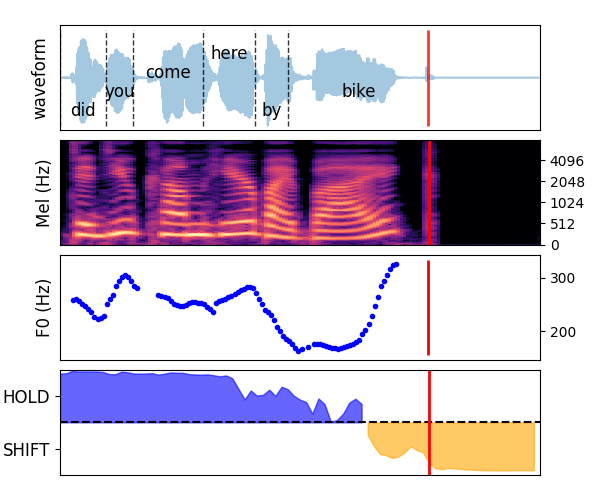 waveform
did
you
come
here
by
bike
Mel (Hz)
4096
2048
1024
512
0
F0 (Hz)
300
200
HOLD
SHIFT